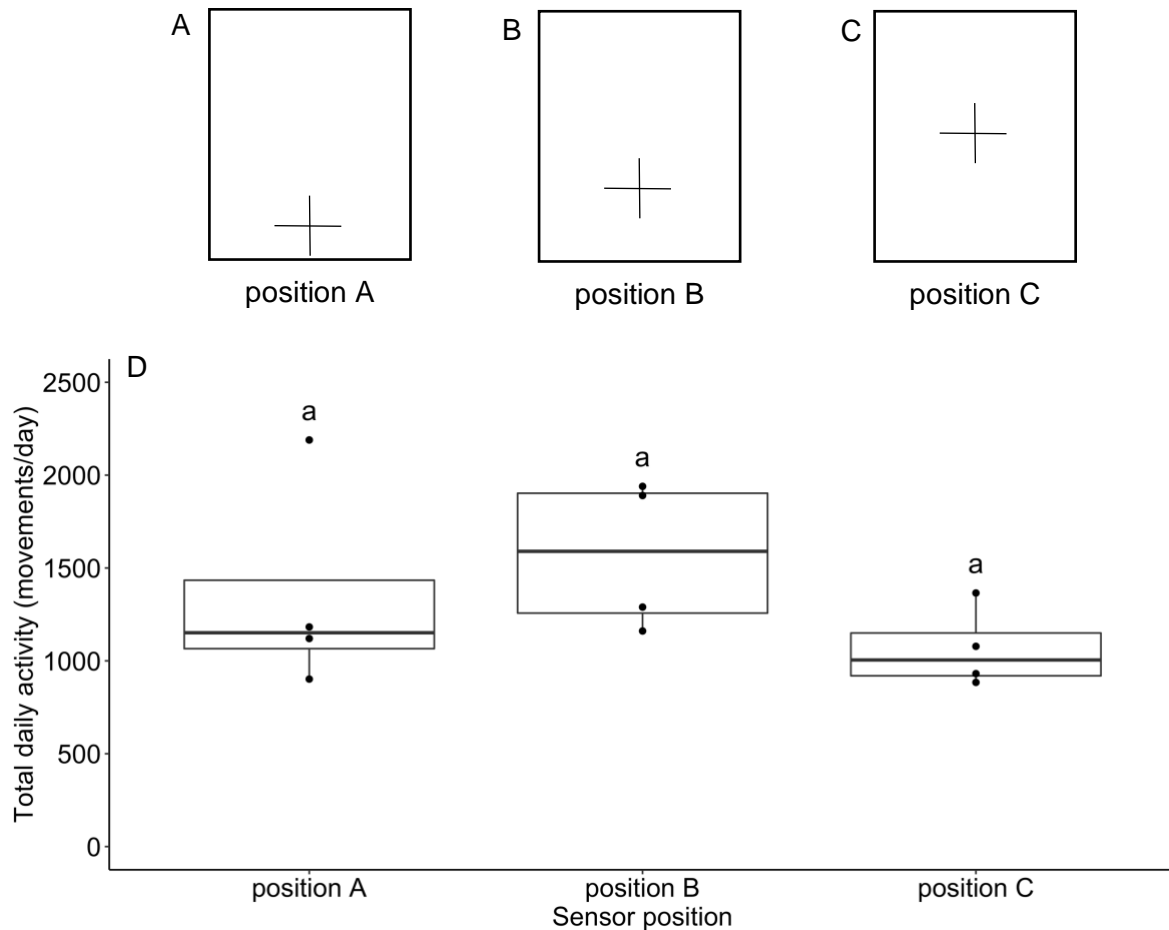 A
B
C
position A
position B
position C
D
Total daily activity (movements/day)
2500
2000
1500
1000
500
0
a
a
a
position A
position B
position C
Sensor position